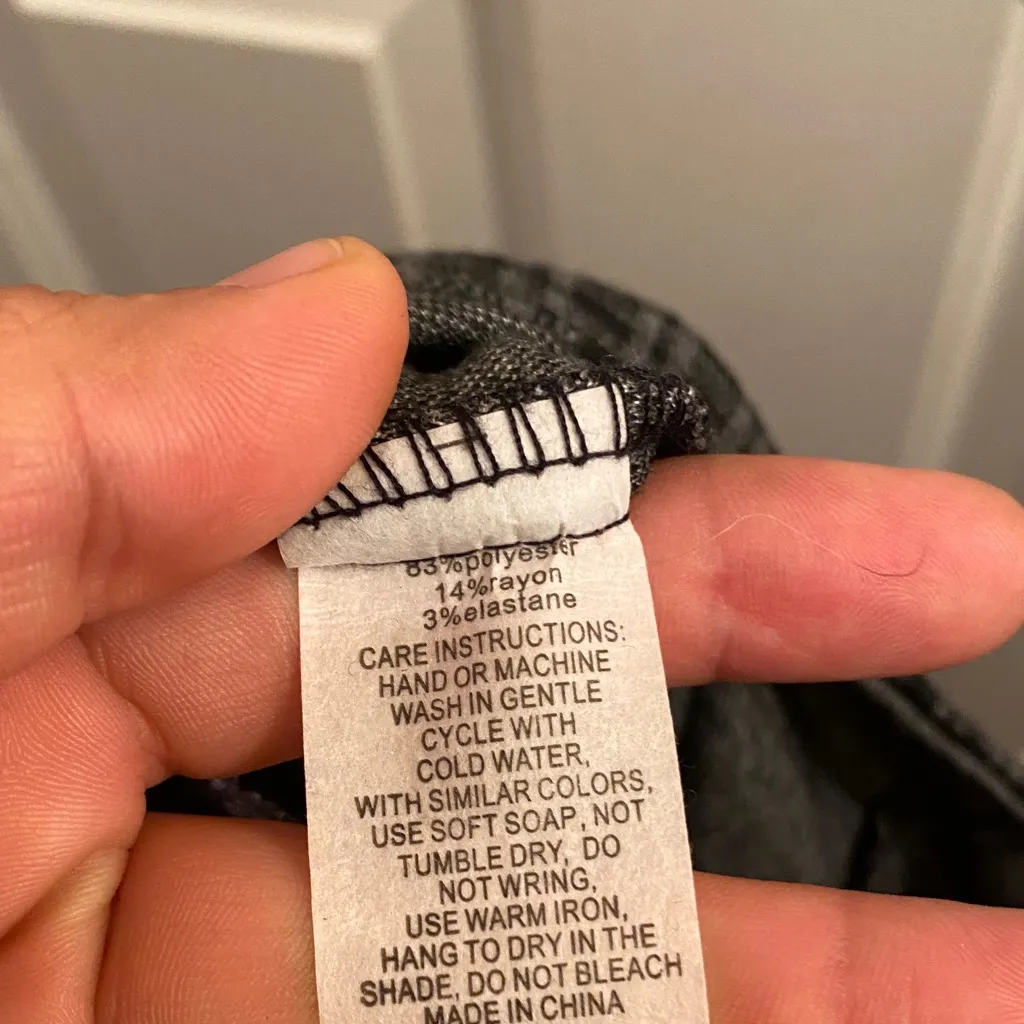 83%polyester
14%rayon
3%elastane
CARE INSTRUCTIONS:
HAND OR MACHINE
WASH IN GENTLE
CYCLE WITH
COLD WATER,
WITH SIMILAR COLORS,
USE SOFT SOAP, NOT
TUMBLE DRY, DO
NOT WRING,
USE WARM IRON,
HANG TO DRY IN THE
SHADE, DO NOT BLEACH
MADE IN CHINA